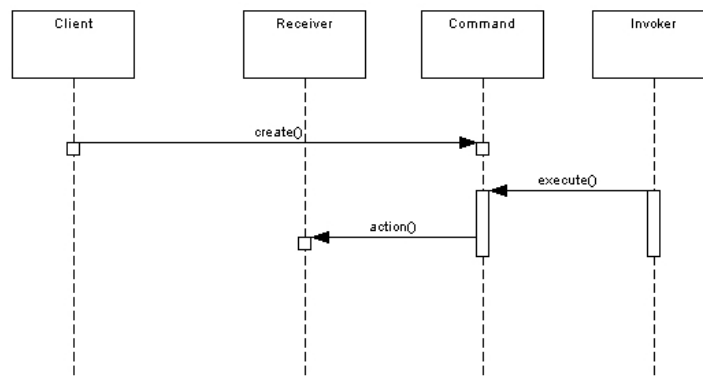 Client
Receiver
Command
Invoker
create()
execute()
action()